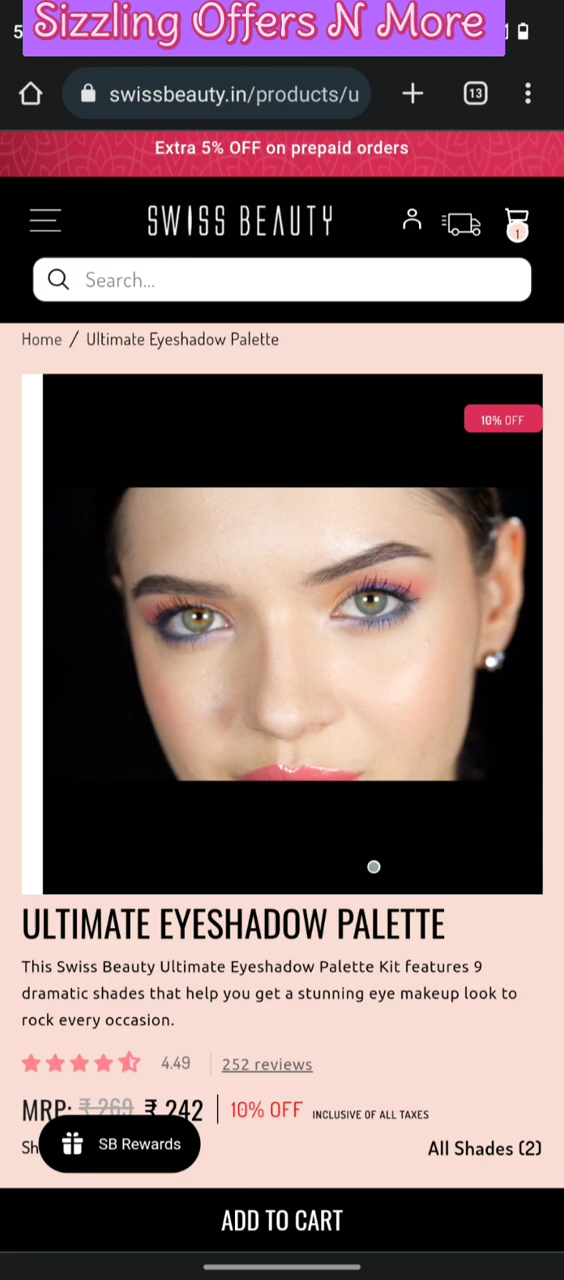 Sizzling Offers N More
5
swissbeauty.in/products/u
13
Extra 5% OFF on prepaid orders
SWISS BEAUTY
1
Search...
Home / Ultimate Eyeshadow Palette
10% OFF
ULTIMATE EYESHADOW PALETTE
This Swiss Beauty Ultimate Eyeshadow Palette Kit features 9
dramatic shades that help you get a stunning eye makeup look to
rock every occasion.
4.49 252 reviews
MRP: ₹ 269 ₹ 242 10% OFF INCLUSIVE OF ALL TAXES
Sh All Shades (2)
SB Rewards
ADD TO CART